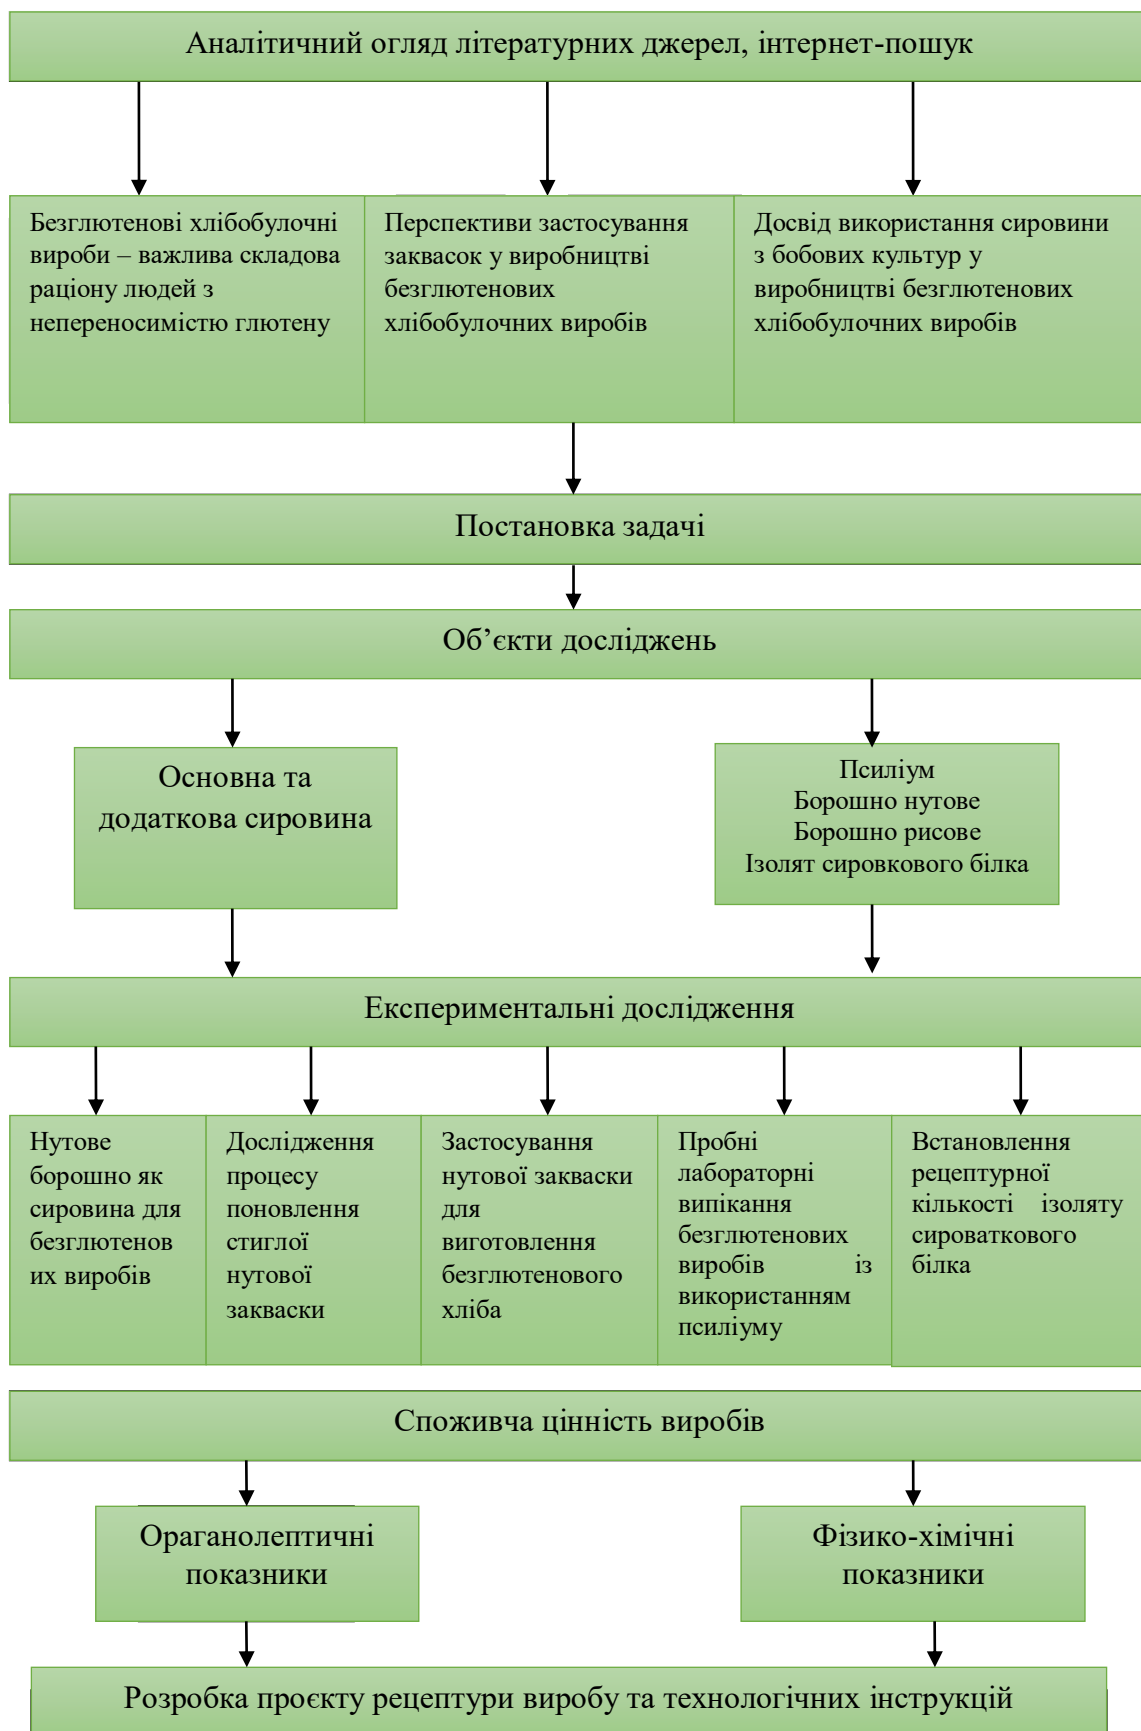 Аналітичний огляд літературних джерел, інтернет-пошук
Безглютенові хлібобулочні
вироби – важлива складова
раціону людей з
непереносимістю глютену
Перспективи застосування
заквасок у виробництві
безглютенових
хлібобулочних виробів
Досвід використання сировини
з бобових культур у
виробництві безглютенових
хлібобулочних виробів
Постановка задачі
Об’єкти досліджень
Основна та
додаткова сировина
Псиліум
Борошно нутове
Борошно рисове
Ізолят сировкового білка
Експериментальні дослідження
Нутове
борошно як
сировина для
безглютенов
их виробів
Дослідження
процесу
поновлення
стиглої
нутової
закваски
Застосування
нутової закваски
для
виготовлення
безглютенового
хліба
Пробні
лабораторні
випікання
безглютенових
виробів із
використанням
псиліуму
Встановлення
рецептурної
кількості ізоляту
сироваткового
білка
Споживча цінність виробів
Ораганолептичні
показники
Фізико-хімічні
показники
Розробка проєкту рецептури виробу та технологічних інструкцій